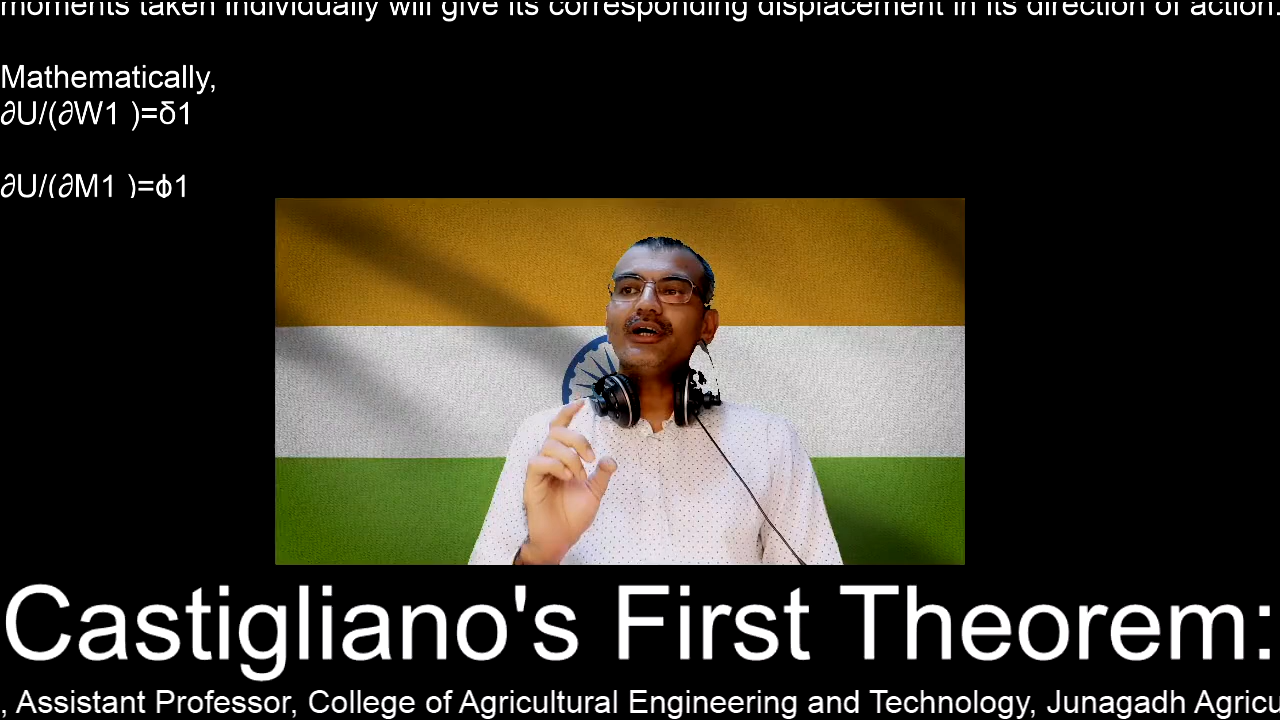 moments taken individually will give its corresponding displacement in its direction of action.
Mathematically,
∂U/(∂W1 )=δ1
∂U/(∂M1 )=ϕ1
Castigliano's First Theorem:
, Assistant Professor, College of Agricultural Engineering and Technology, Junagadh Agricu